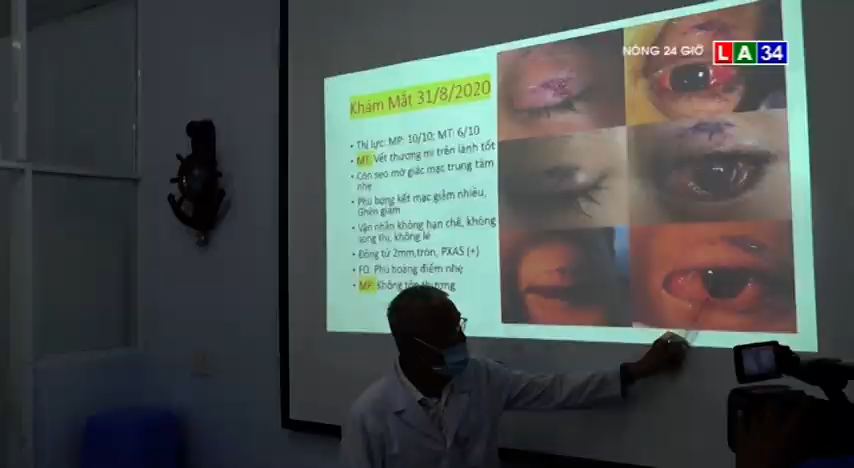 NÓNG 24 GIỜ LA34
Khám Mắt 31/8/2020
• Thị lực: MP: 10/10; MT: 6/10
• MT: Vết thương mi trên lành tốt
• Còn sẹo mờ giác mạc trung tâm
nhẹ
• Phù bọng kết mạc giảm nhiều,
Ghèn giảm
• Vận nhãn không hạn chế, không
song thị, không lé
• Đồng tử 2mm,tròn, PXAS (+)
• FO: Phù hoàng điểm nhẹ
• MP: Không tổn thương